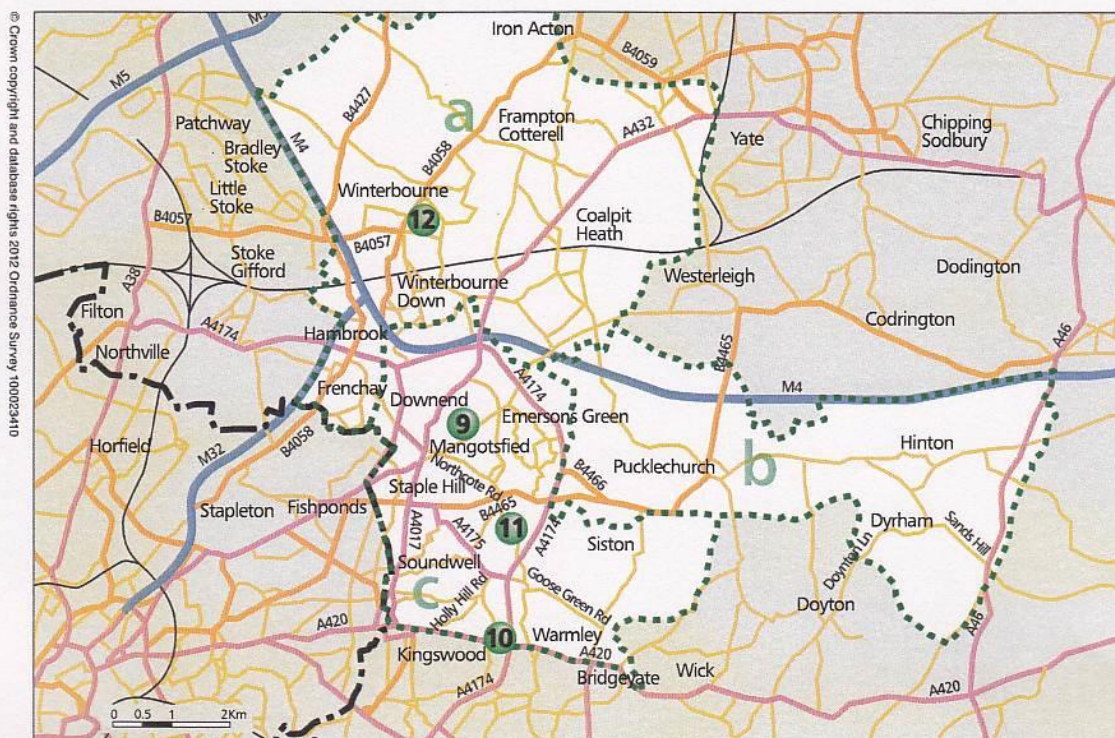 © Crown copyright and database rights 2012 Ordnance Survey 100023410
Iron Acton
M5
M5
B4059
B4427
Patchway
a
Frampton
Cotterell
A432
Chipping
Sodbury
Yate
Bradley
Stoke
M4
B4058
Little
Stoke
Winterbourne
12
B4057
B4057
Coalpit
Heath
Stoke
Gifford
Westerleigh
Dodington
A38
Winterbourne
Down
Filton
Codrington
A4174
Hambrook
A46
Northville
B4465
A4174
M4
Frenchay
Downend
Emersons Green
9
Horfield
M32
B4058
Mangotsfied
Hinton
Pucklechurch
b
Northcote Rd
B4466
Staple Hill
Stapleton
Fishponds
B4465
11
A4017
A4175
A4174
Siston
Dyrham
Sands Hill
Doynton Ln
Soundwell
c
Holly Hill Rd
Goose Green Rd
Doyton
A420
10
Warmley
A46
Kingswood
A420
Bridgeyate
Wick
A4174
A420
0 0.5 1 2Km